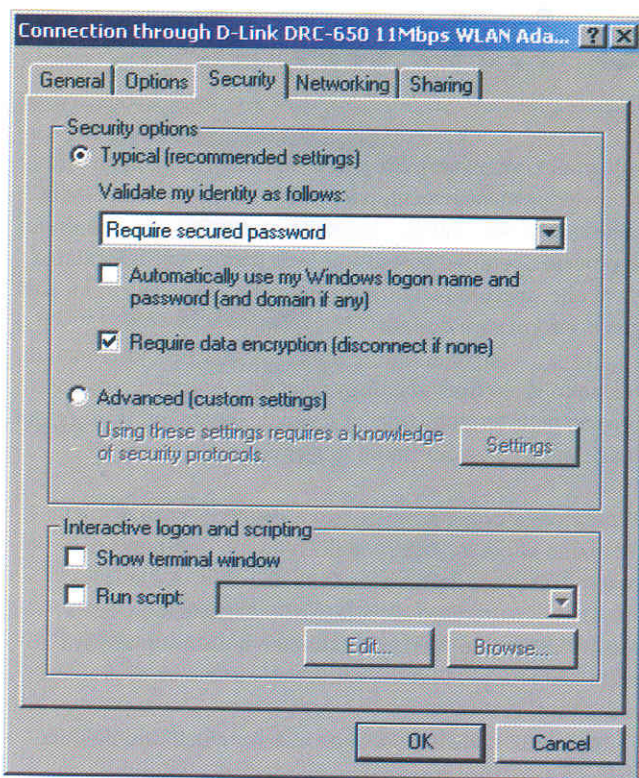 Connection through D-Link DRC-650 11Mbps WLAN Ada...
General Options Security Networking Sharing
Security options
Typical (recommended settings)
Validate my identity as follows:
Require secured password
Automatically use my Windows logon name and
password (and domain if any)
Require data encryption (disconnect if none)
Advanced (custom settings)
Using these settings requires a knowledge
of security protocols.
Settings
Interactive logon and scripting
Show terminal window
Run script:
Edit...
Browse...
OK
Cancel